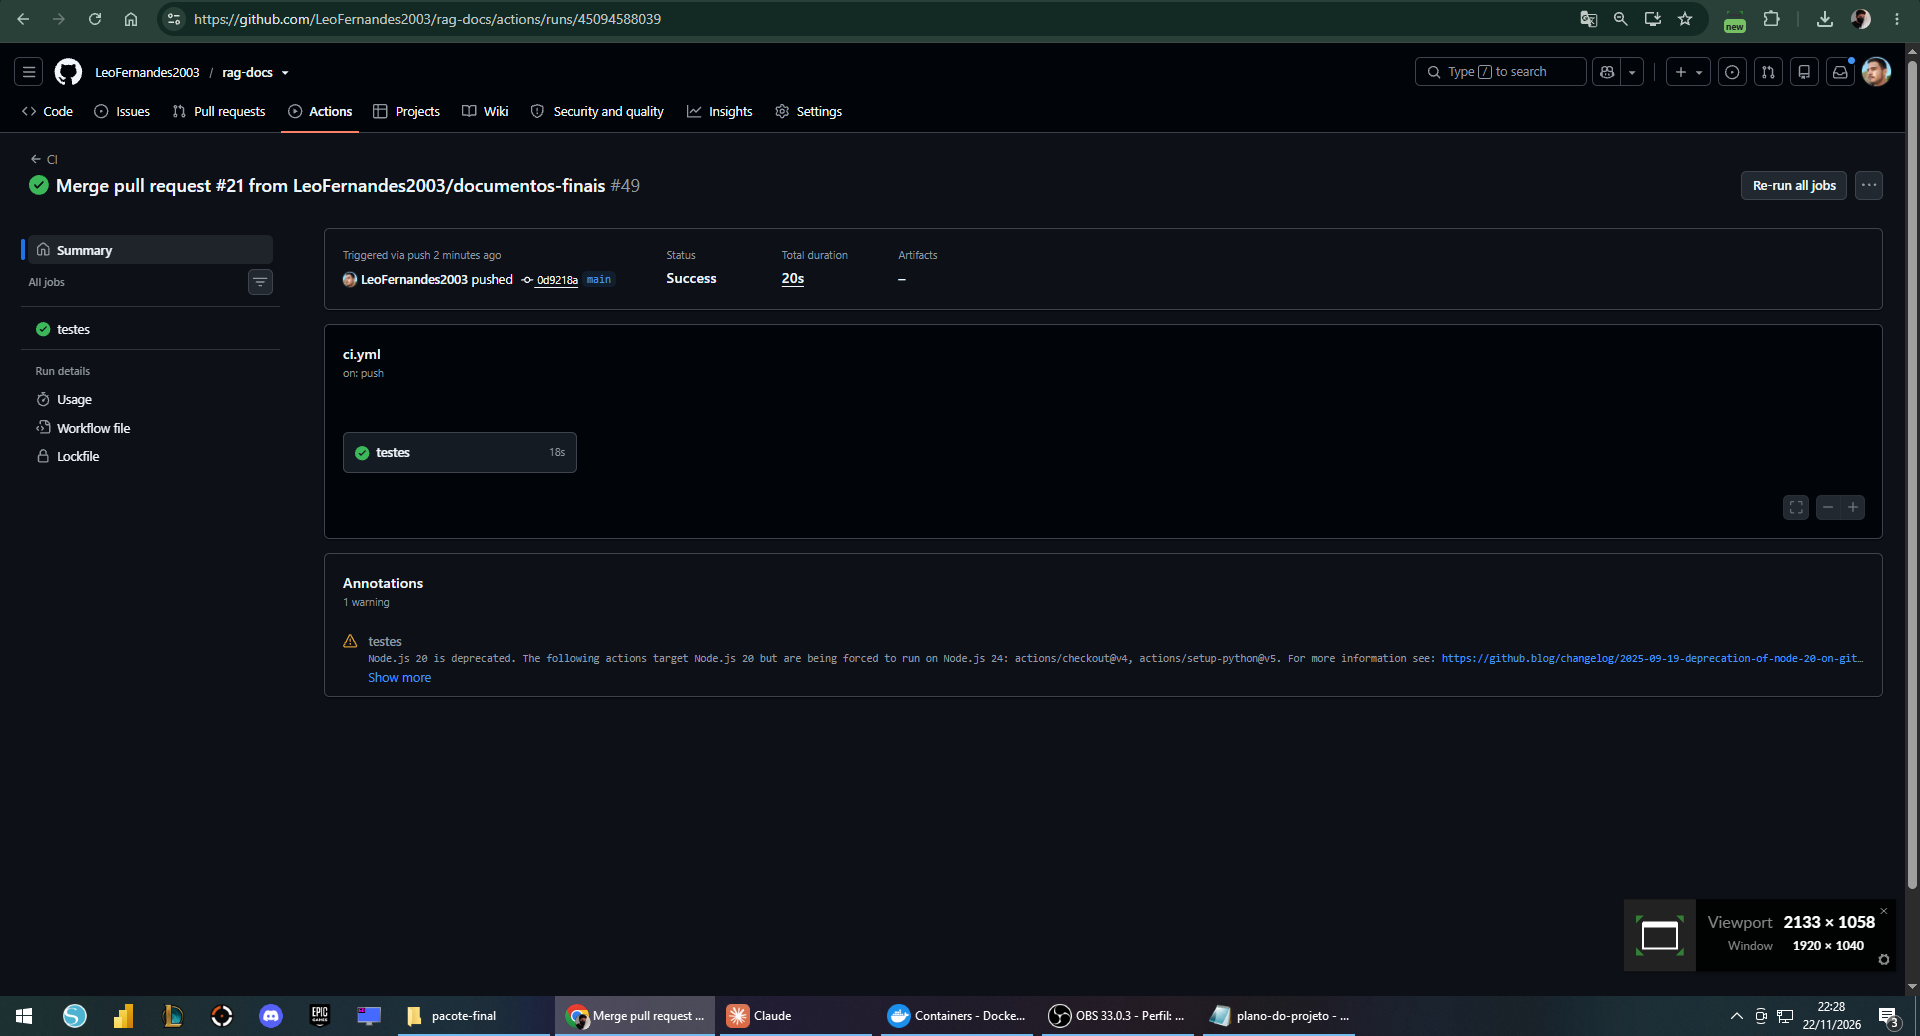 https://github.com/LeoFernandes2003/rag-docs/actions/runs/45094588039
new
LeoFernandes2003 / rag-docs
Type / to search
Code
Issues
Pull requests
Actions
Projects
Wiki
Security and quality
Insights
Settings
CI
Merge pull request #21 from LeoFernandes2003/documentos-finais #49
Re-run all jobs
Summary
All jobs
testes
Run details
Usage
Workflow file
Lockfile
Triggered via push 2 minutes ago
LeoFernandes2003 pushed 0d9218a main
Status
Success
Total duration
20s
Artifacts
–
ci.yml
on: push
testes 18s
Annotations
1 warning
testes
Node.js 20 is deprecated. The following actions target Node.js 20 but are being forced to run on Node.js 24: actions/checkout@v4, actions/setup-python@v5. For more information see: https://github.blog/changelog/2025-09-19-deprecation-of-node-20-on-git…
Show more
Viewport 2133 × 1058
Window 1920 × 1040
EPIC GAMES
pacote-final
Merge pull request ...
Claude
Containers - Docke...
OBS 33.0.3 - Perfil: ...
plano-do-projeto - ...
22:28
22/11/2026
3